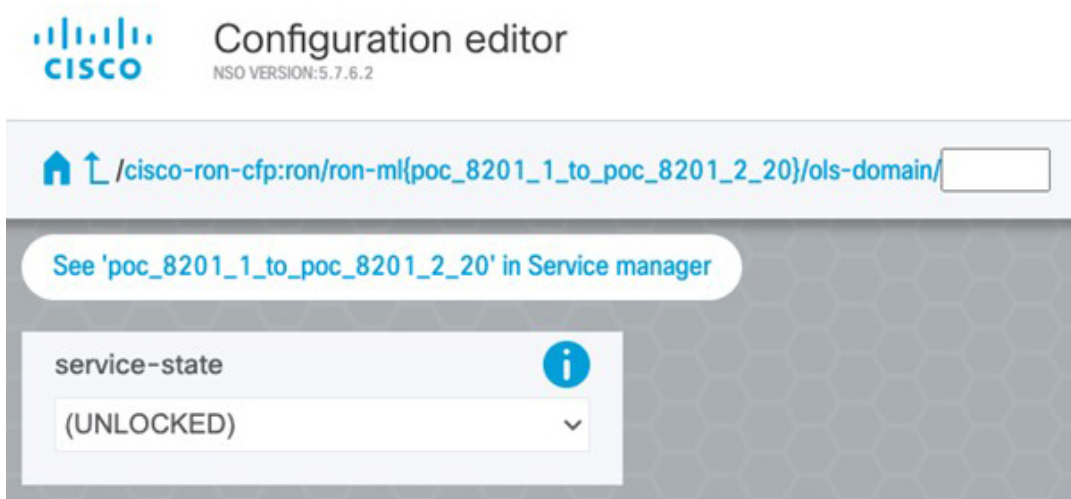 CISCO
Configuration editor
NSO VERSION:5.7.6.2
/cisco-ron-cfp:ron/ron-ml{poc_8201_1_to_poc_8201_2_20}/ols-domain/
See 'poc_8201_1_to_poc_8201_2_20' in Service manager
service-state
(UNLOCKED)